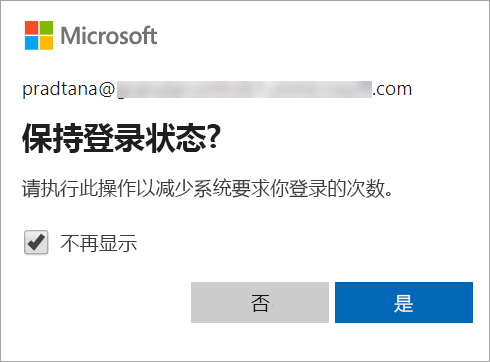 Microsoft
pradtana@ .com
保持登录状态?
请执行此操作以减少系统要求你登录的次数。
不再显示
否
是